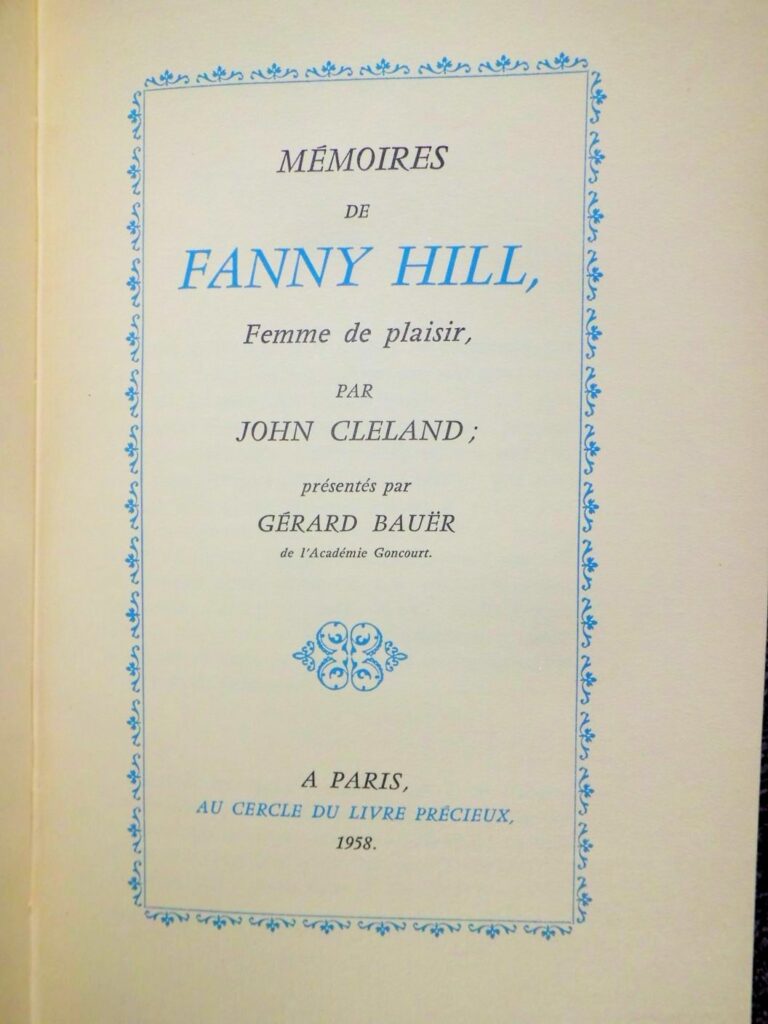 MÉMOIRES
DE
FANNY HILL,
Femme de plaisir,
PAR
JOHN CLELAND;
présentés par
GÉRARD BAUËR
de l'Académie Goncourt.
A PARIS,
AU CERCLE DU LIVRE PRÉCIEUX,
1958.